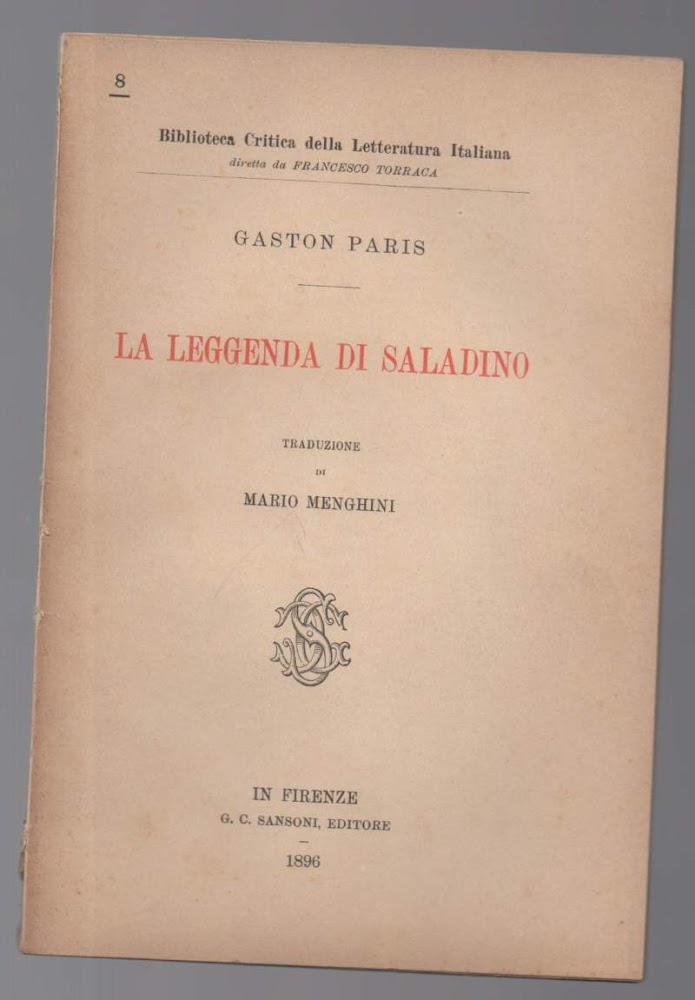 8
Biblioteca Critica della Letteratura Italiana
diretta da FRANCESCO TORRACA
GASTON PARIS
LA LEGGENDA DI SALADINO
TRADUZIONE
DI
MARIO MENGHINI
IN FIRENZE
G. C. SANSONI, EDITORE
1896